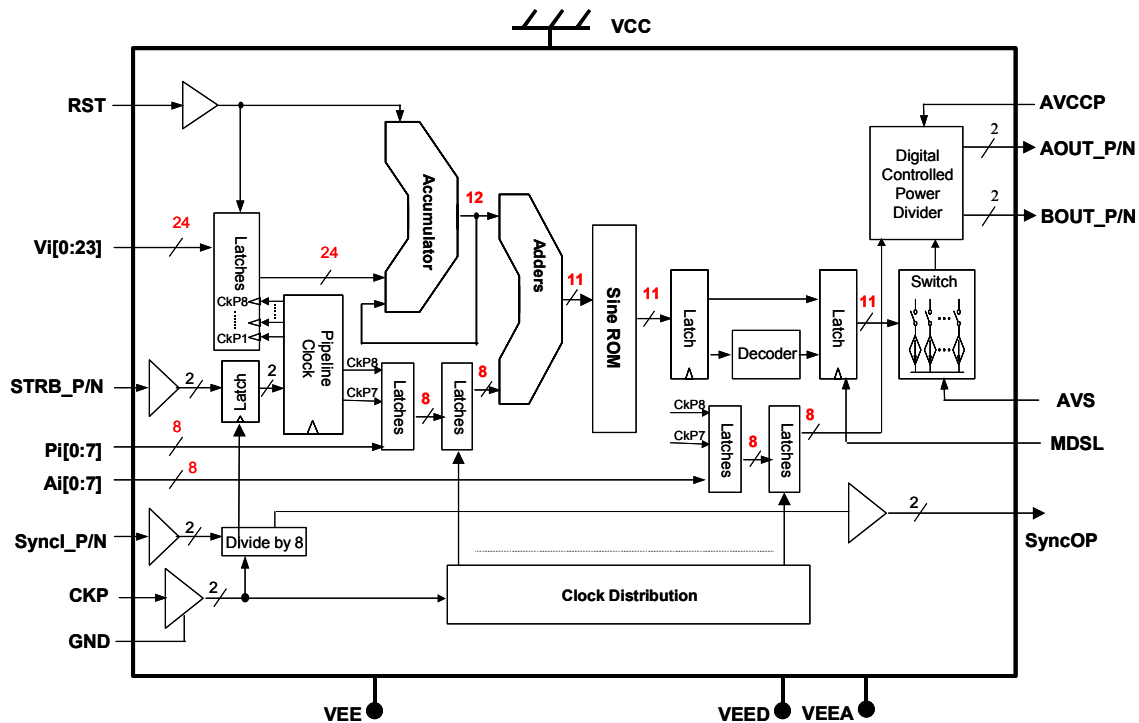 VCC
RST
AVCCP
2
AOUT_P/N
Digital
Controlled
Power
Divider
2
BOUT_P/N
Accumulator
12
24
Vi[0:23]
Latches
24
Adders
11
Sine ROM
11
Latch
Decoder
Latch
11
Switch
CkP8
CkP1
Pipeline
Clock
CkP8
CkP7
STRB_P/N
2
Latch
2
Latches
8
Latches
8
AVS
8
Pi[0:7]
CkP8
CkP7
Latches
8
Latches
8
MDSL
8
Ai[0:7]
SyncI_P/N
2
Divide by 8
2
SyncOP
CKP
2
Clock Distribution
GND
VEE
VEED
VEEA